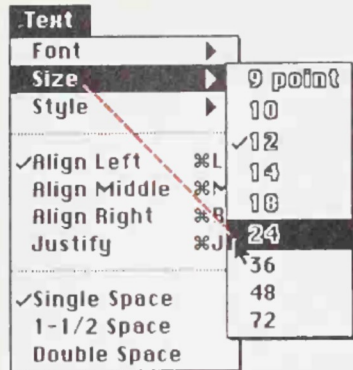 Text
Font
Size
Style
✓Align Left ⌘L
Align Middle ⌘M
Align Right ⌘R
Justify ⌘J
✓Single Space
1-1/2 Space
Double Space
9 point
10
✓12
14
18
24
36
48
72